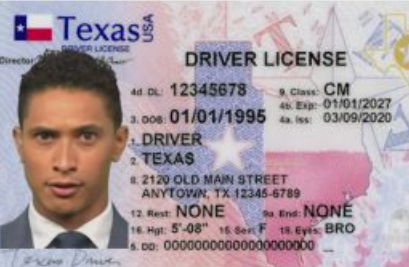 Texas USA
DRIVER LICENSE
Director
DRIVER LICENSE
4d. DL: 12345678 9. Class: CM
4b. Exp: 01/01/2027
3. DOB: 01/01/1995 4a. Iss: 03/09/2020
1. DRIVER
2. TEXAS
8. 2120 OLD MAIN STREET
ANYTOWN, TX 12345-6789
12. Rest: NONE 9a End: NONE
16. Hgt: 5'-08" 15. Sex: F 18. Eyes: BRO
5. DD: 00000000000000000000
Texas Driver